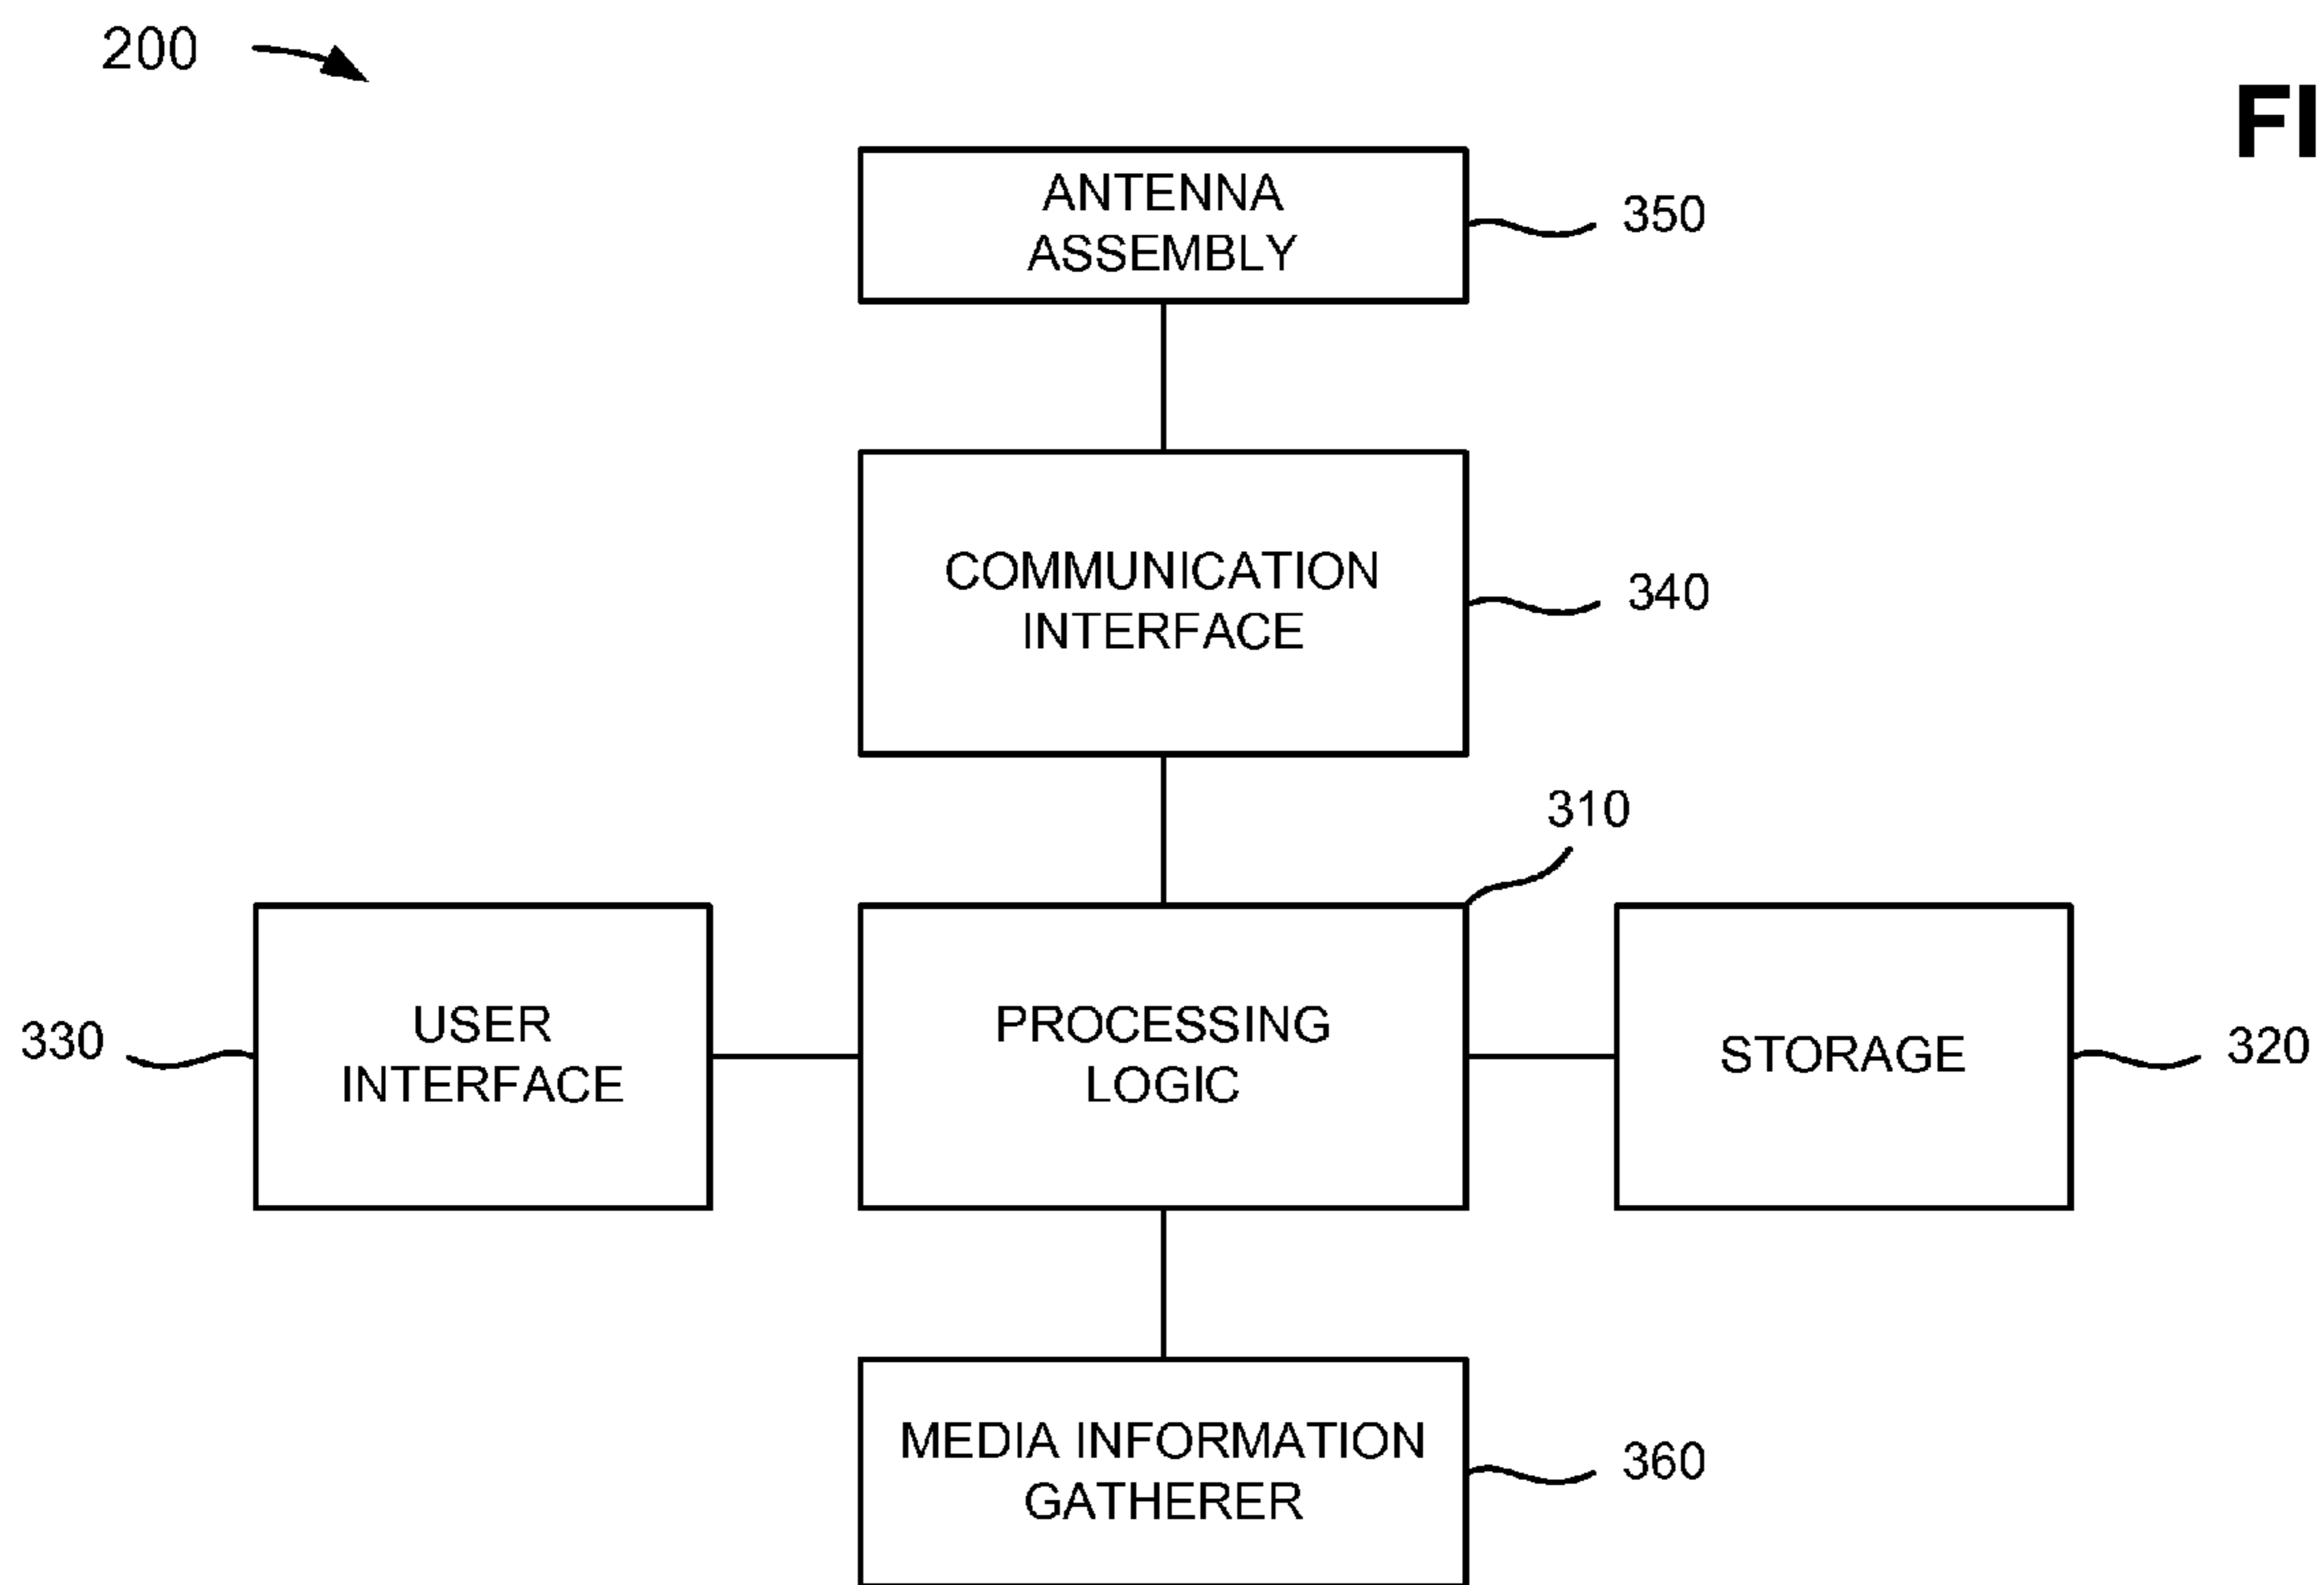 200
FI
ANTENNA
ASSEMBLY
350
COMMUNICATION
INTERFACE
340
310
330
USER
INTERFACE
PROCESSING
LOGIC
STORAGE
320
MEDIA INFORMATION
GATHERER
360